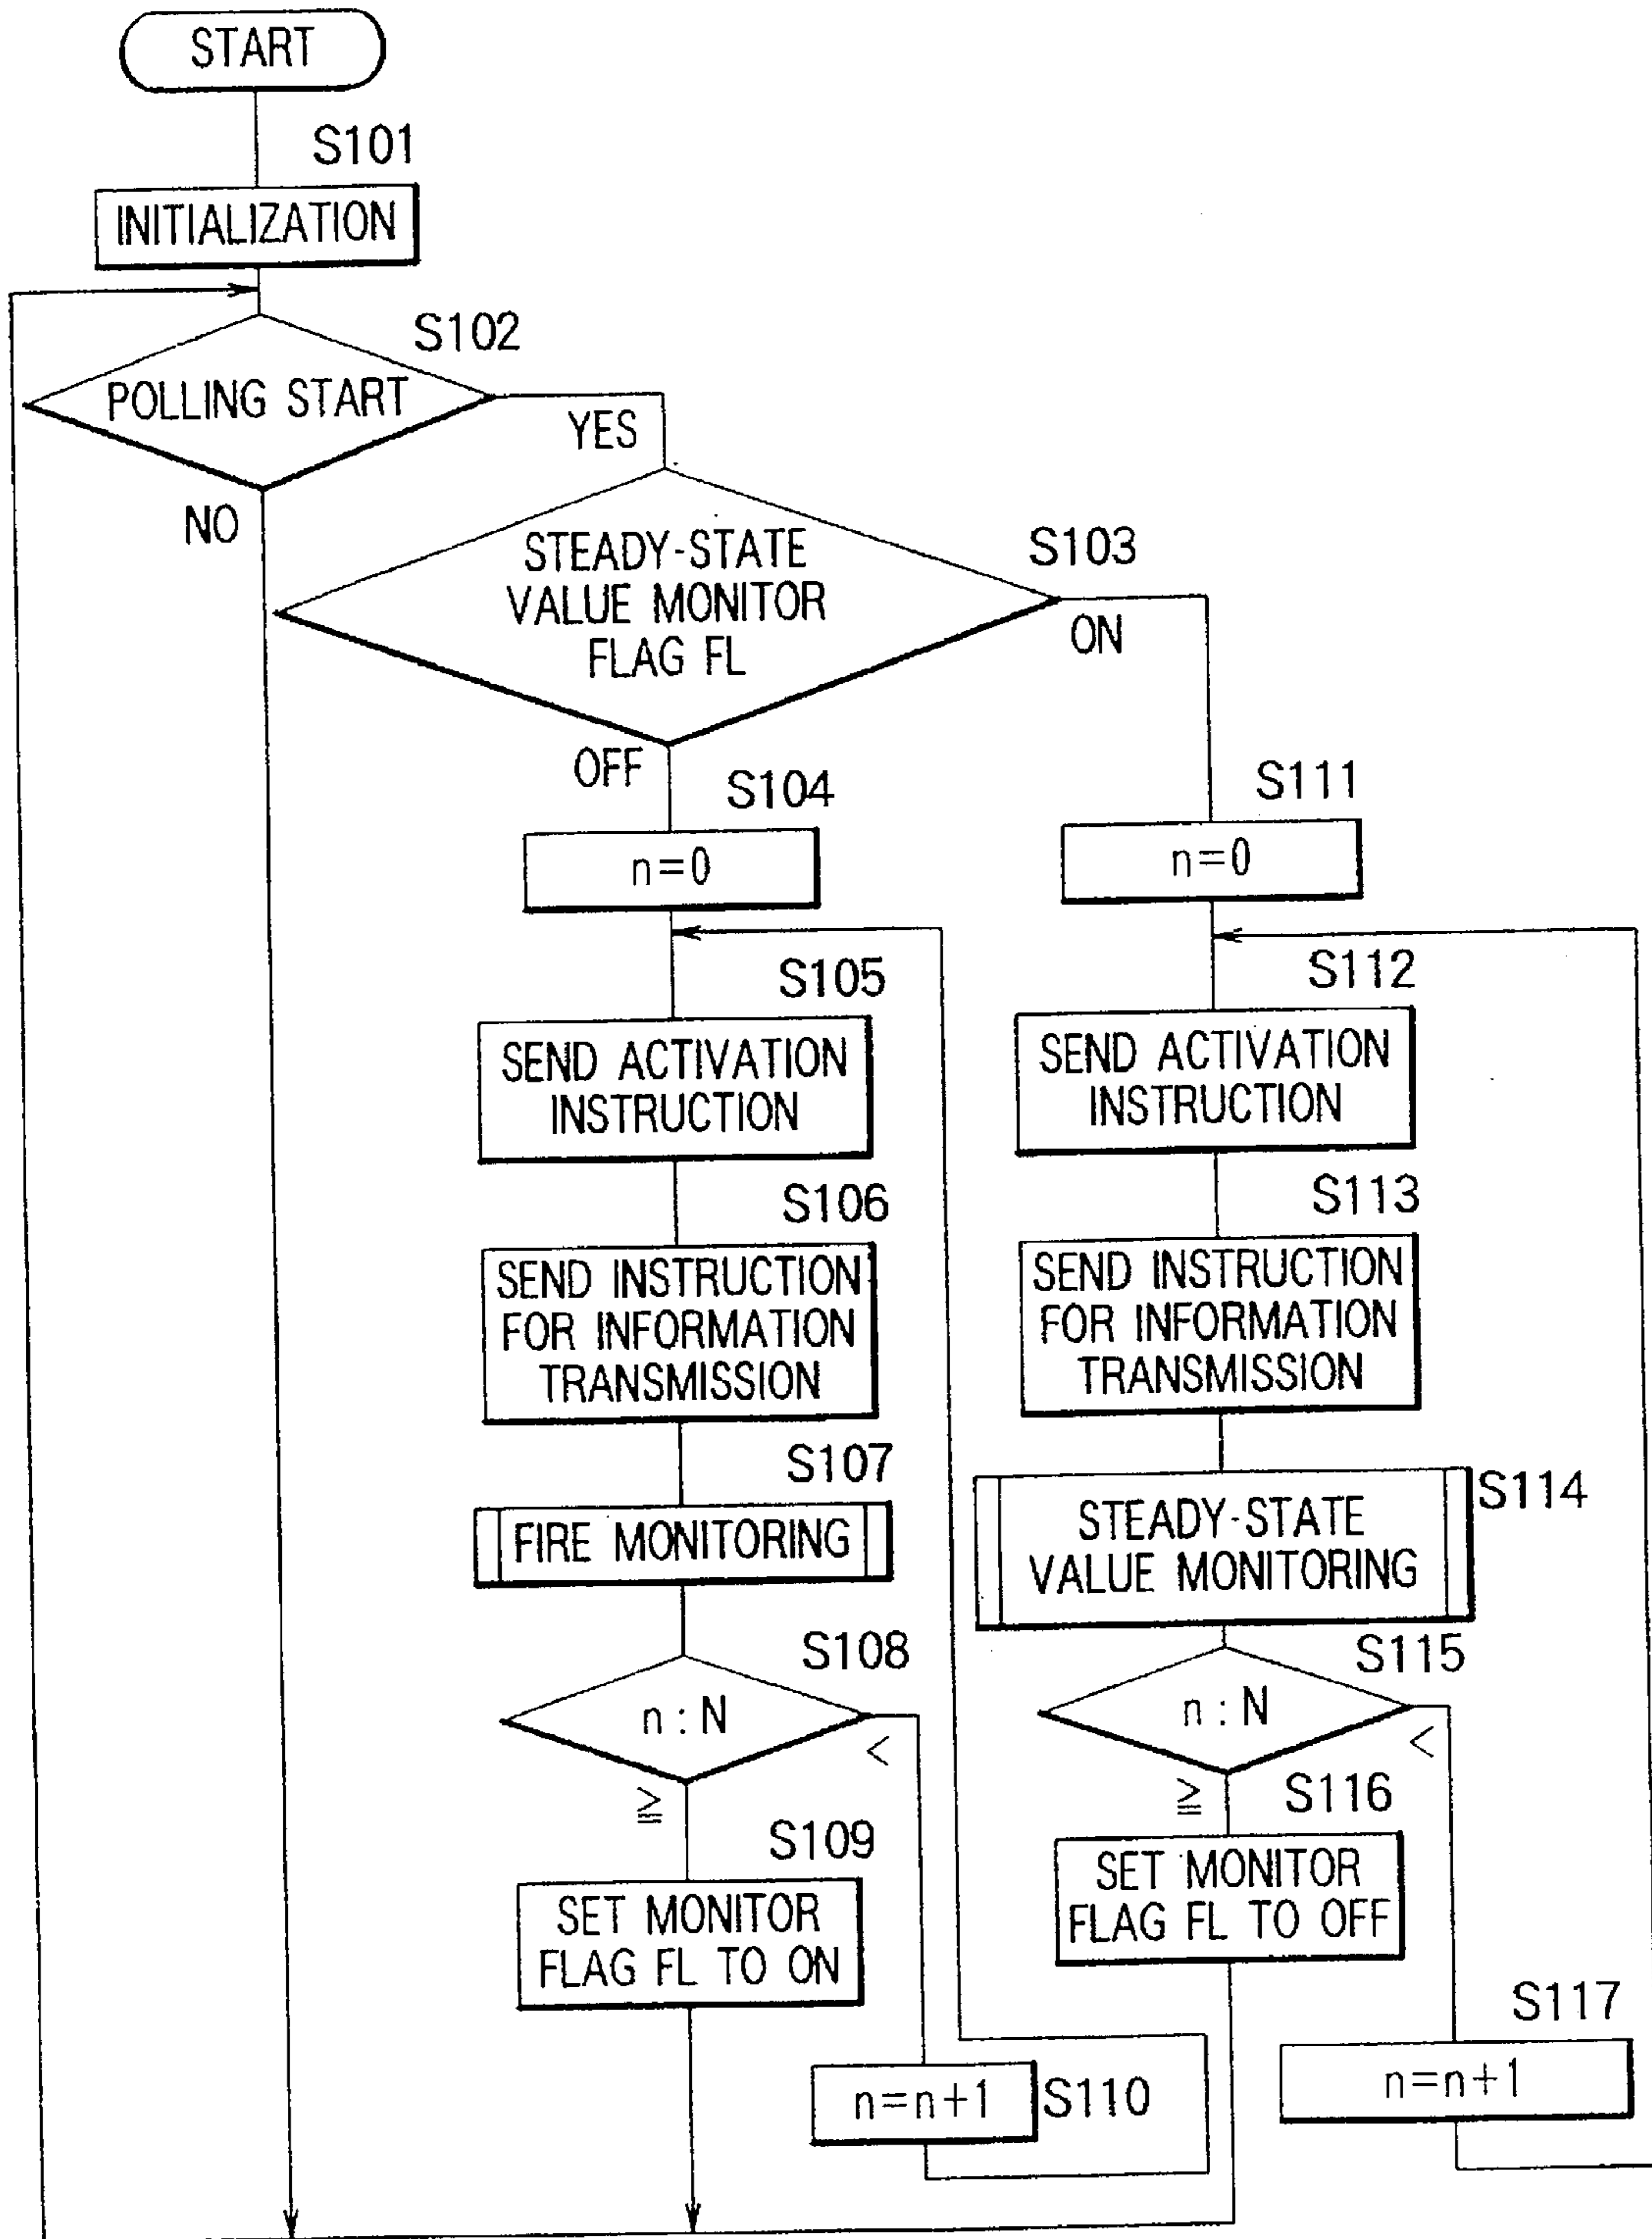 START
S101
INITIALIZATION
S102
POLLING START
YES
NO
STEADY-STATE
VALUE MONITOR
FLAG FL
S103
ON
OFF
S104
n=0
S111
n=0
S105
SEND ACTIVATION
INSTRUCTION
S112
SEND ACTIVATION
INSTRUCTION
S106
SEND INSTRUCTION
FOR INFORMATION
TRANSMISSION
S113
SEND INSTRUCTION
FOR INFORMATION
TRANSMISSION
S107
FIRE MONITORING
S114
STEADY-STATE
VALUE MONITORING
S108
n : N
<
≧
S115
n : N
<
≧
S109
SET MONITOR
FLAG FL TO ON
S116
SET MONITOR
FLAG FL TO OFF
n=n+1
S110
S117
n=n+1